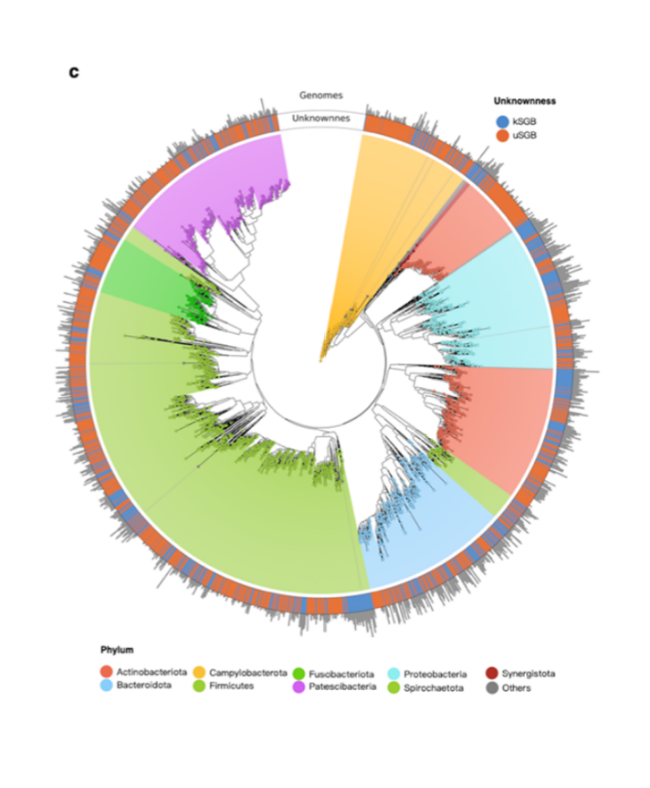 c
Genomes
Unknownnes
Unknownness
kSGB
uSGB
Phylum
Actinobacteriota Campylobacterota Fusobacteriota Proteobacteria Synergistota
Bacteroidota Firmicutes Patescibacteria Spirochaetota Others